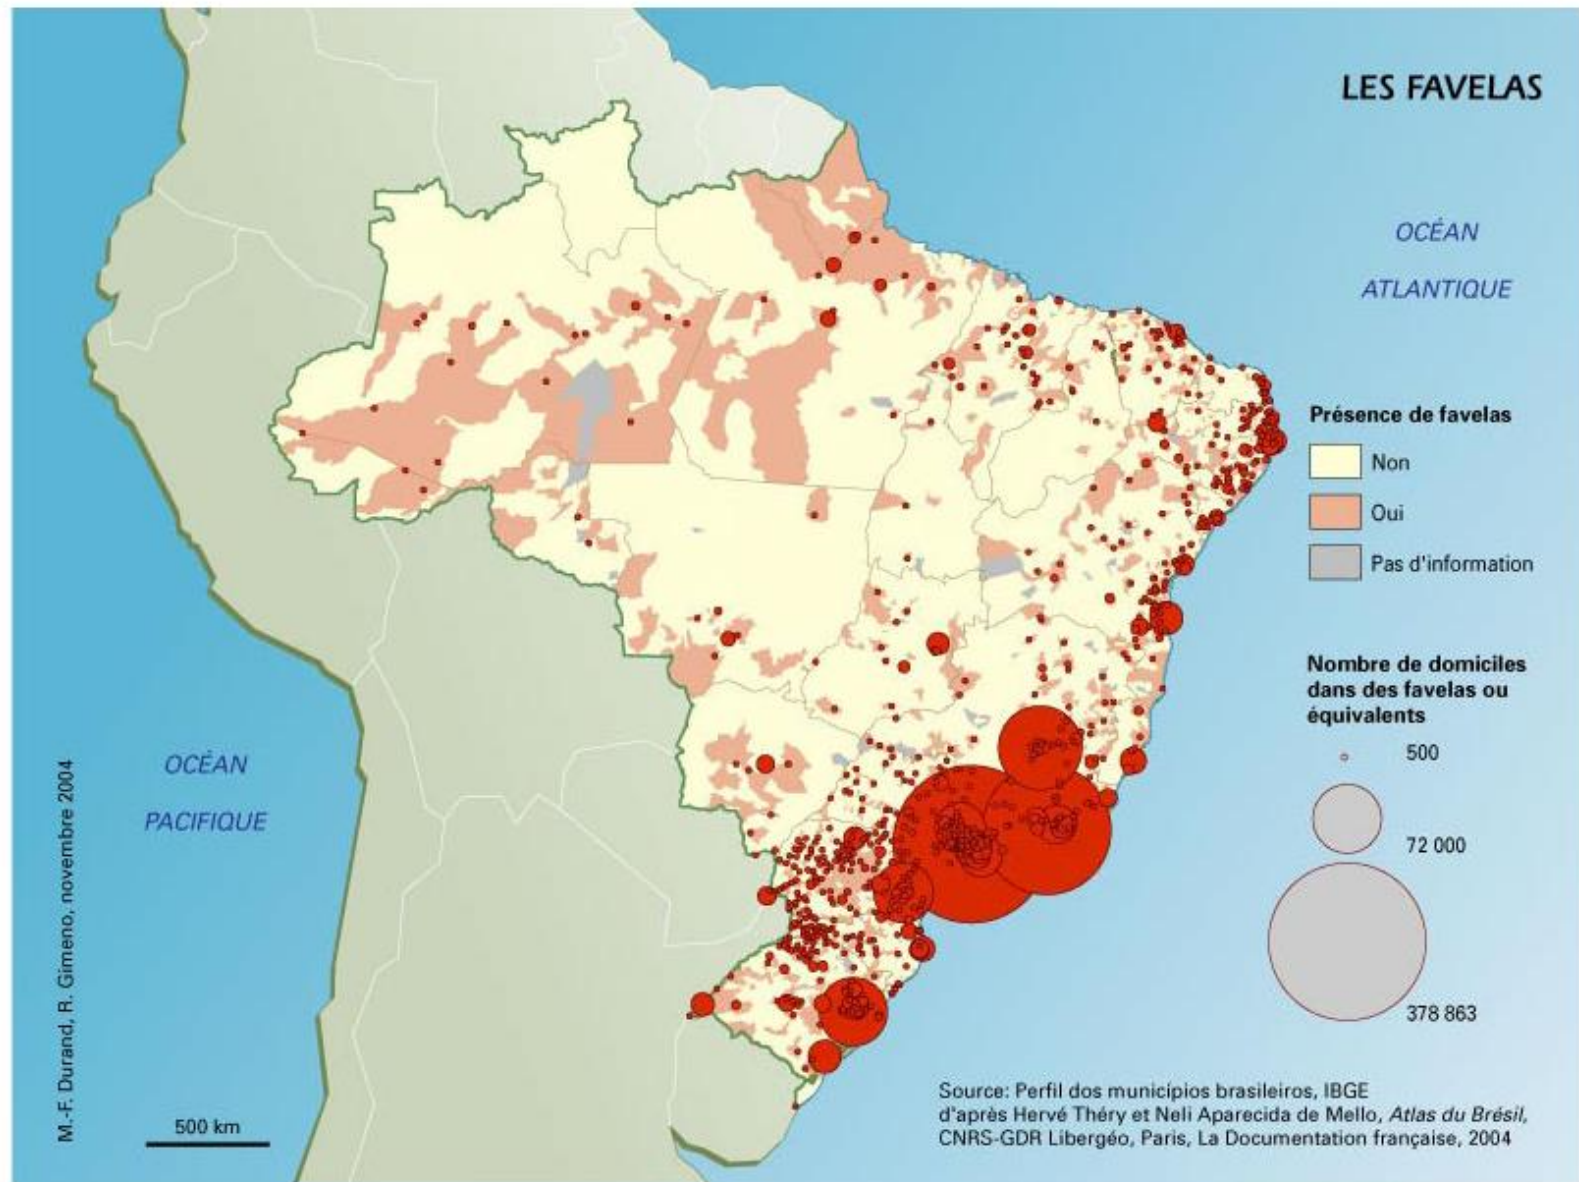 LES FAVELAS
OCÉAN
ATLANTIQUE
Présence de favelas
Non
Oui
Pas d'information
Nombre de domiciles
dans des favelas ou
équivalents
500
72 000
378 863
OCÉAN
PACIFIQUE
M.-F. Durand, R. Gimeno, novembre 2004
500 km
Source: Perfil dos municípios brasileiros, IBGE
d'après Hervé Théry et Neli Aparecida de Mello, Atlas du Brésil,
CNRS-GDR Libergéo, Paris, La Documentation française, 2004